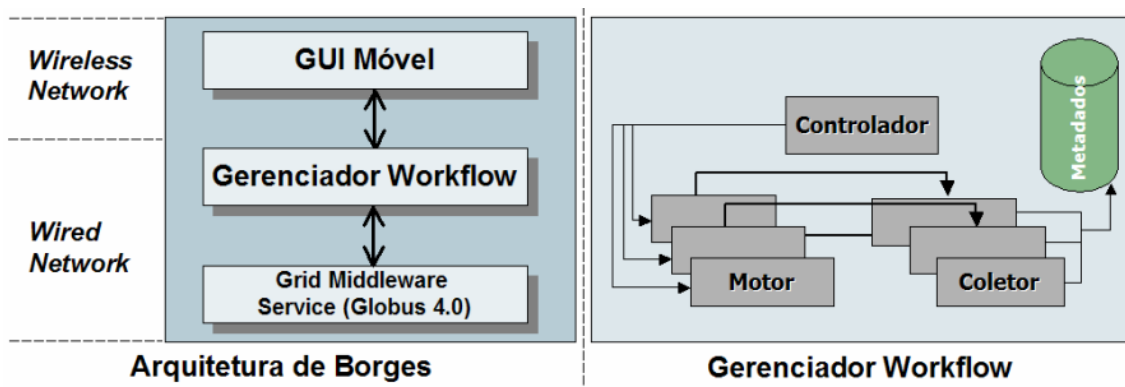 Wireless
Network
GUI Móvel
Gerenciador Workflow
Wired
Network
Grid Middleware
Service (Globus 4.0)
Arquitetura de Borges
Controlador
Metadados
Motor
Coletor
Gerenciador Workflow